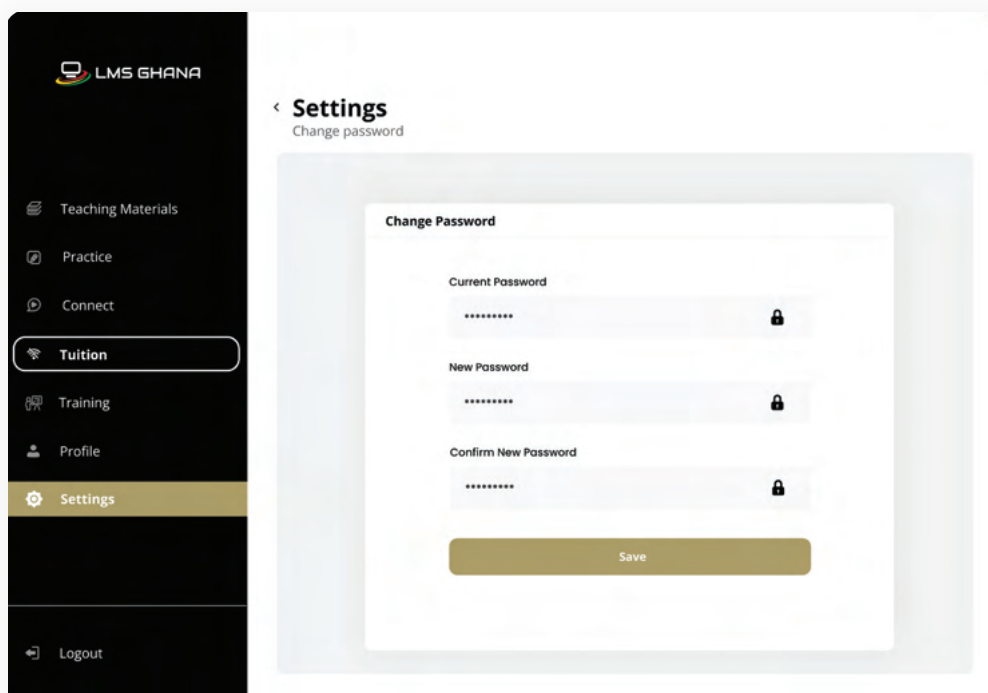 LMS GHANA
Teaching Materials
Practice
Connect
Tuition
Training
Profile
Settings
Logout
Settings
Change password
Change Password
Current Password
•••••••••
New Password
•••••••••
Confirm New Password
•••••••••
Save